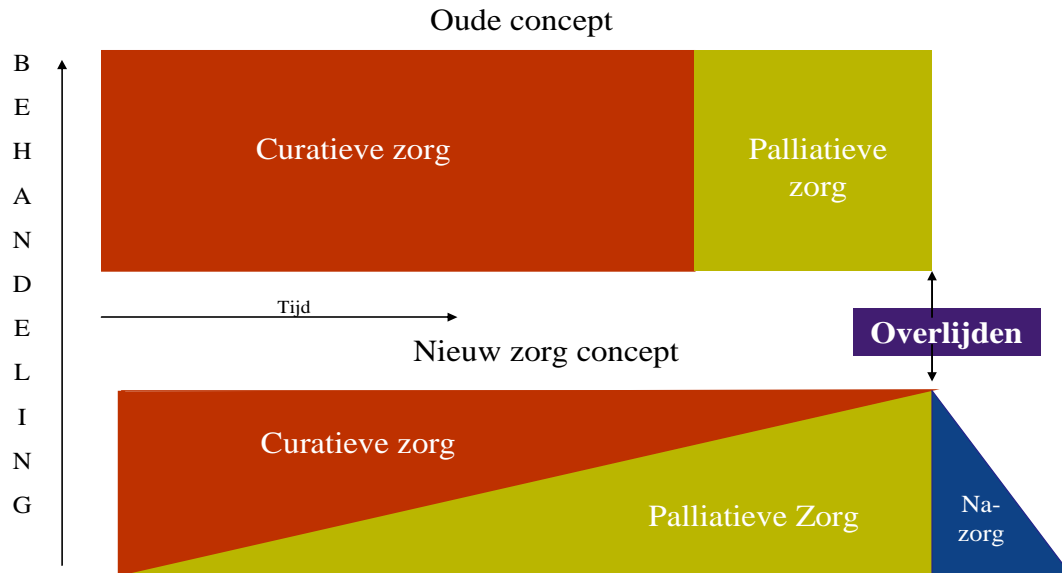 Oude concept
B
E
H
A
N
D
E
L
I
N
G
Curatieve zorg
Palliatieve
zorg
Tijd
Overlijden
Nieuw zorg concept
Curatieve zorg
Palliatieve Zorg
Na-
zorg